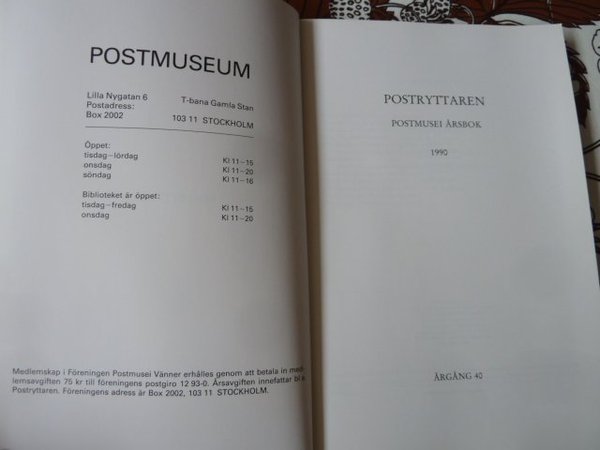 POSTMUSEUM
Lilla Nygatan 6 T-bana Gamla Stan
Postadress:
Box 2002 103 11 STOCKHOLM
Öppet:
tisdag–lördag Kl 11–15
onsdag Kl 11–20
söndag Kl 11–16
Biblioteket är öppet:
tisdag–fredag Kl 11–15
onsdag Kl 11–20
Medlemskap i Föreningen Postmusei Vänner erhålles genom att betala in med-
lemsavgiften 75 kr till föreningens postgiro 12 93-0. Årsavgiften innefattar bl a
Postryttaren. Föreningens adress är Box 2002, 103 11 STOCKHOLM.
POSTRYTTAREN
POSTMUSEI ÅRSBOK
1990
ÅRGÅNG 40